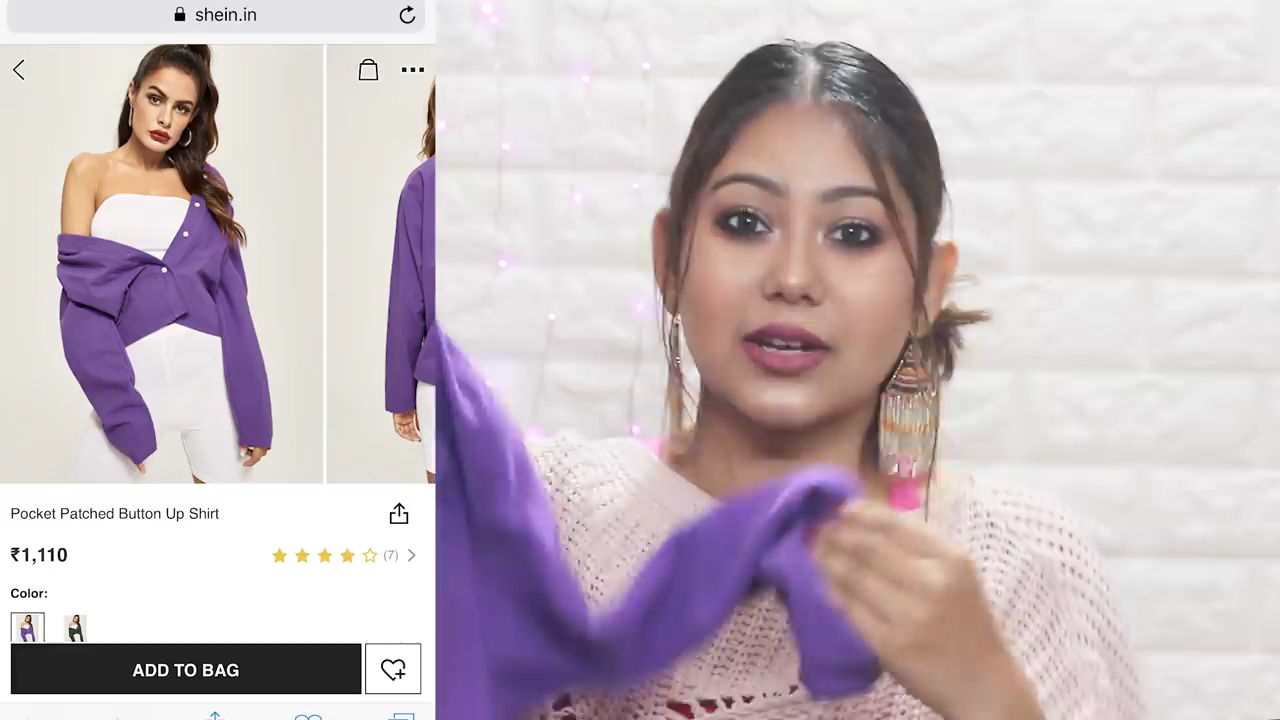 shein.in
Pocket Patched Button Up Shirt
₹1,110
(7)
Color:
ADD TO BAG